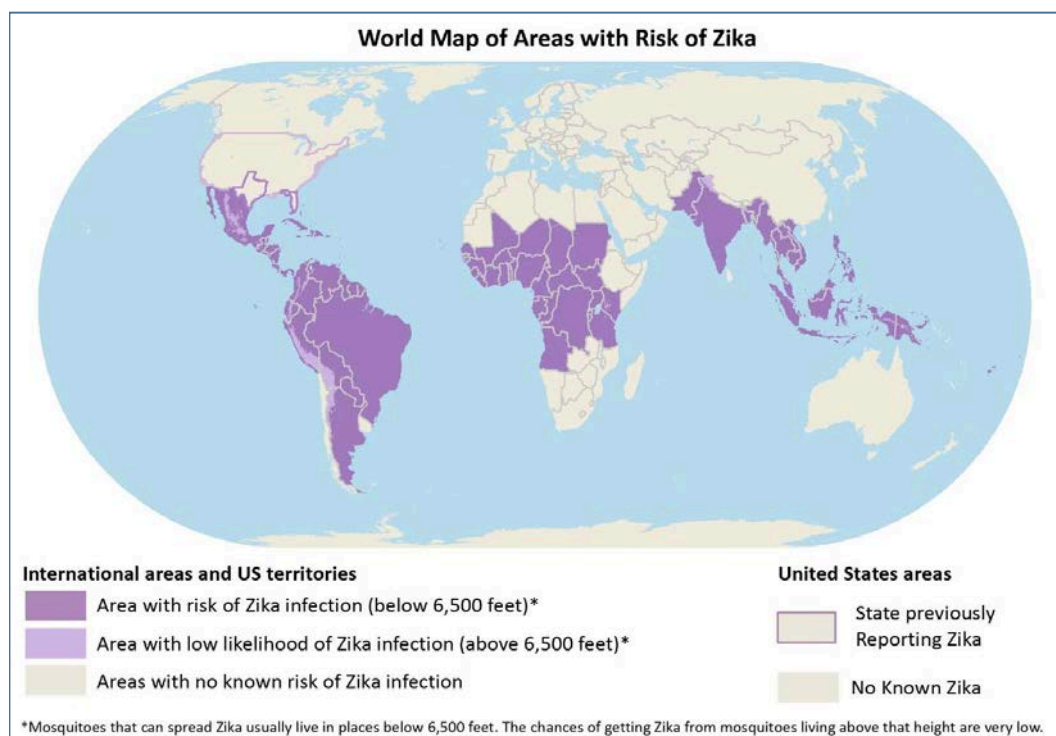 World Map of Areas with Risk of Zika
International areas and US territories
Area with risk of Zika infection (below 6,500 feet)*
Area with low likelihood of Zika infection (above 6,500 feet)*
Areas with no known risk of Zika infection
United States areas
State previously
Reporting Zika
No Known Zika
*Mosquitoes that can spread Zika usually live in places below 6,500 feet. The chances of getting Zika from mosquitoes living above that height are very low.